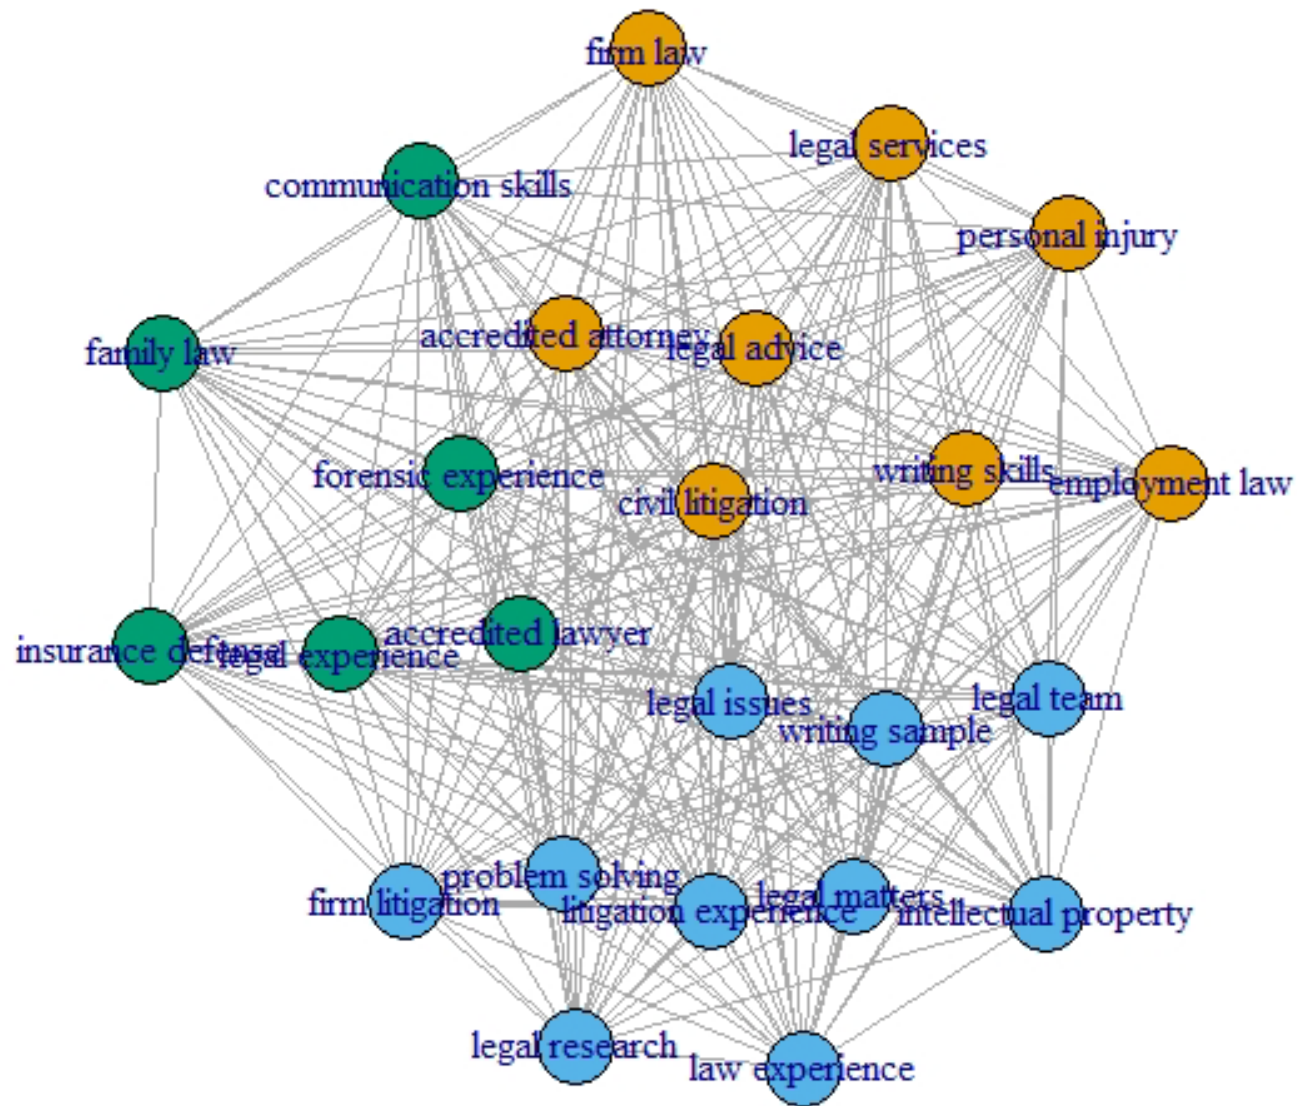 firm law
legal services
communication skills
personal injury
accredited attorney
legal advice
family law
forensic experience
civil litigation
writing skills
employment law
insurance defense
legal experience
accredited lawyer
legal issues
writing sample
legal team
firm litigation
problem solving
litigation experience
legal matters
intellectual property
legal research
law experience